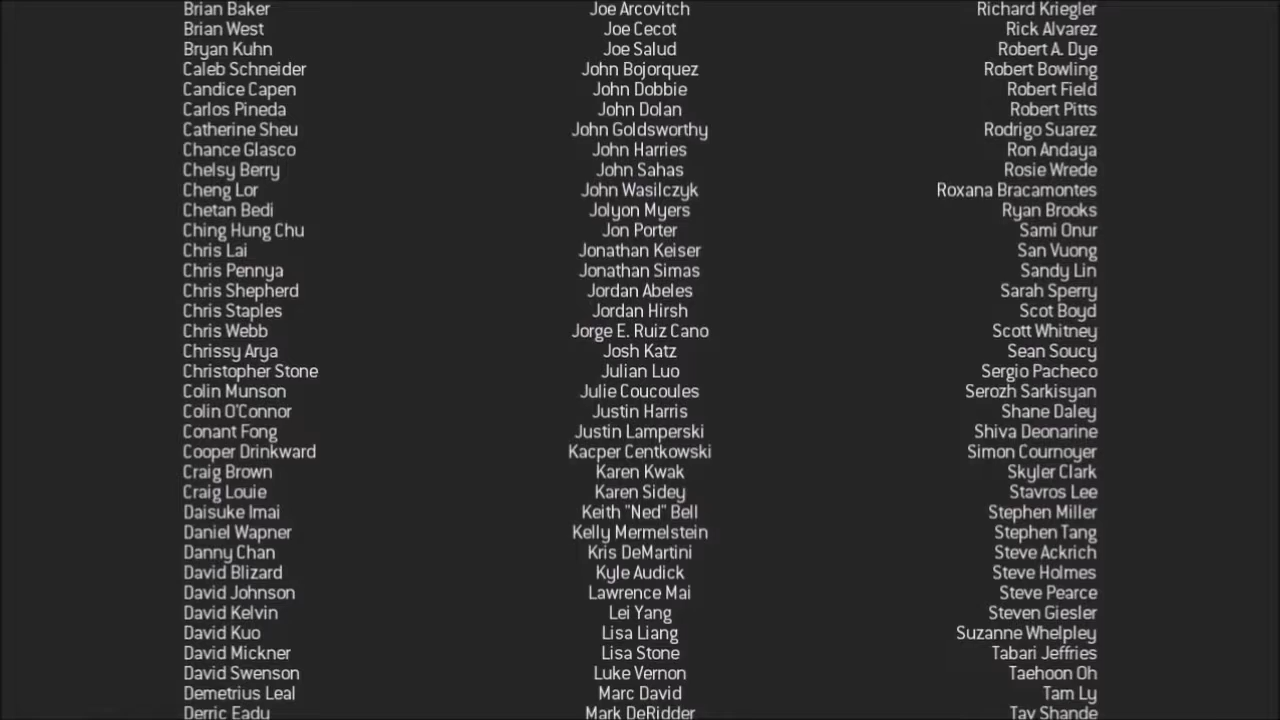 Brian Baker
Brian West
Bryan Kuhn
Caleb Schneider
Candice Capen
Carlos Pineda
Catherine Sheu
Chance Glasco
Chelsy Berry
Cheng Lor
Chetan Bedi
Ching Hung Chu
Chris Lai
Chris Pennya
Chris Shepherd
Chris Staples
Chris Webb
Chrissy Arya
Christopher Stone
Colin Munson
Colin O'Connor
Conant Fong
Cooper Drinkward
Craig Brown
Craig Louie
Daisuke Imai
Daniel Wapner
Danny Chan
David Blizard
David Johnson
David Kelvin
David Kuo
David Mickner
David Swenson
Demetrius Leal
Derric Eady
Joe Arcovitch
Joe Cecot
Joe Salud
John Bojorquez
John Dobbie
John Dolan
John Goldsworthy
John Harries
John Sahas
John Wasilczyk
Jolyon Myers
Jon Porter
Jonathan Keiser
Jonathan Simas
Jordan Abeles
Jordan Hirsh
Jorge E. Ruiz Cano
Josh Katz
Julian Luo
Julie Coucoules
Justin Harris
Justin Lamperski
Kacper Centkowski
Karen Kwak
Karen Sidey
Keith "Ned" Bell
Kelly Mermelstein
Kris DeMartini
Kyle Audick
Lawrence Mai
Lei Yang
Lisa Liang
Lisa Stone
Luke Vernon
Marc David
Mark DeRidder
Richard Kriegler
Rick Alvarez
Robert A. Dye
Robert Bowling
Robert Field
Robert Pitts
Rodrigo Suarez
Ron Andaya
Rosie Wrede
Roxana Bracamontes
Ryan Brooks
Sami Onur
San Vuong
Sandy Lin
Sarah Sperry
Scot Boyd
Scott Whitney
Sean Soucy
Sergio Pacheco
Serozh Sarkisyan
Shane Daley
Shiva Deonarine
Simon Cournoyer
Skyler Clark
Stavros Lee
Stephen Miller
Stephen Tang
Steve Ackrich
Steve Holmes
Steve Pearce
Steven Giesler
Suzanne Whelpley
Tabari Jeffries
Taehoon Oh
Tam Ly
Tay Shande